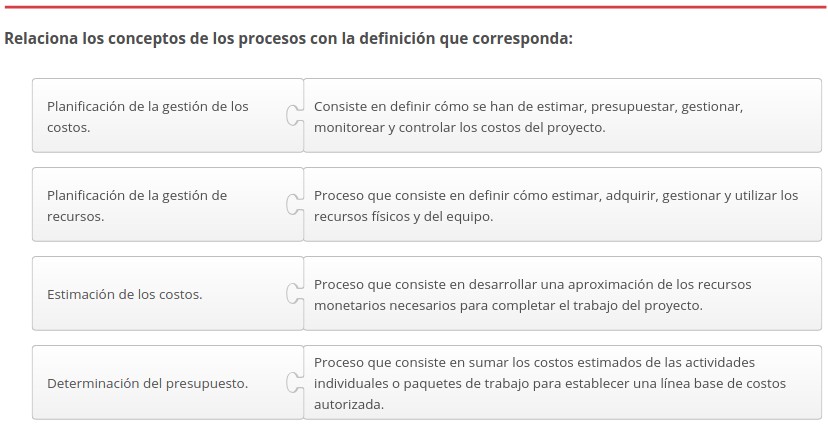 Relaciona los conceptos de los procesos con la definición que corresponda:
Planificación de la gestión de los
costos.
Consiste en definir cómo se han de estimar, presupuestar, gestionar,
monitorear y controlar los costos del proyecto.
Planificación de la gestión de
recursos.
Proceso que consiste en definir cómo estimar, adquirir, gestionar y utilizar los
recursos físicos y del equipo.
Estimación de los costos.
Proceso que consiste en desarrollar una aproximación de los recursos
monetarios necesarios para completar el trabajo del proyecto.
Determinación del presupuesto.
Proceso que consiste en sumar los costos estimados de las actividades
individuales o paquetes de trabajo para establecer una línea base de costos
autorizada.